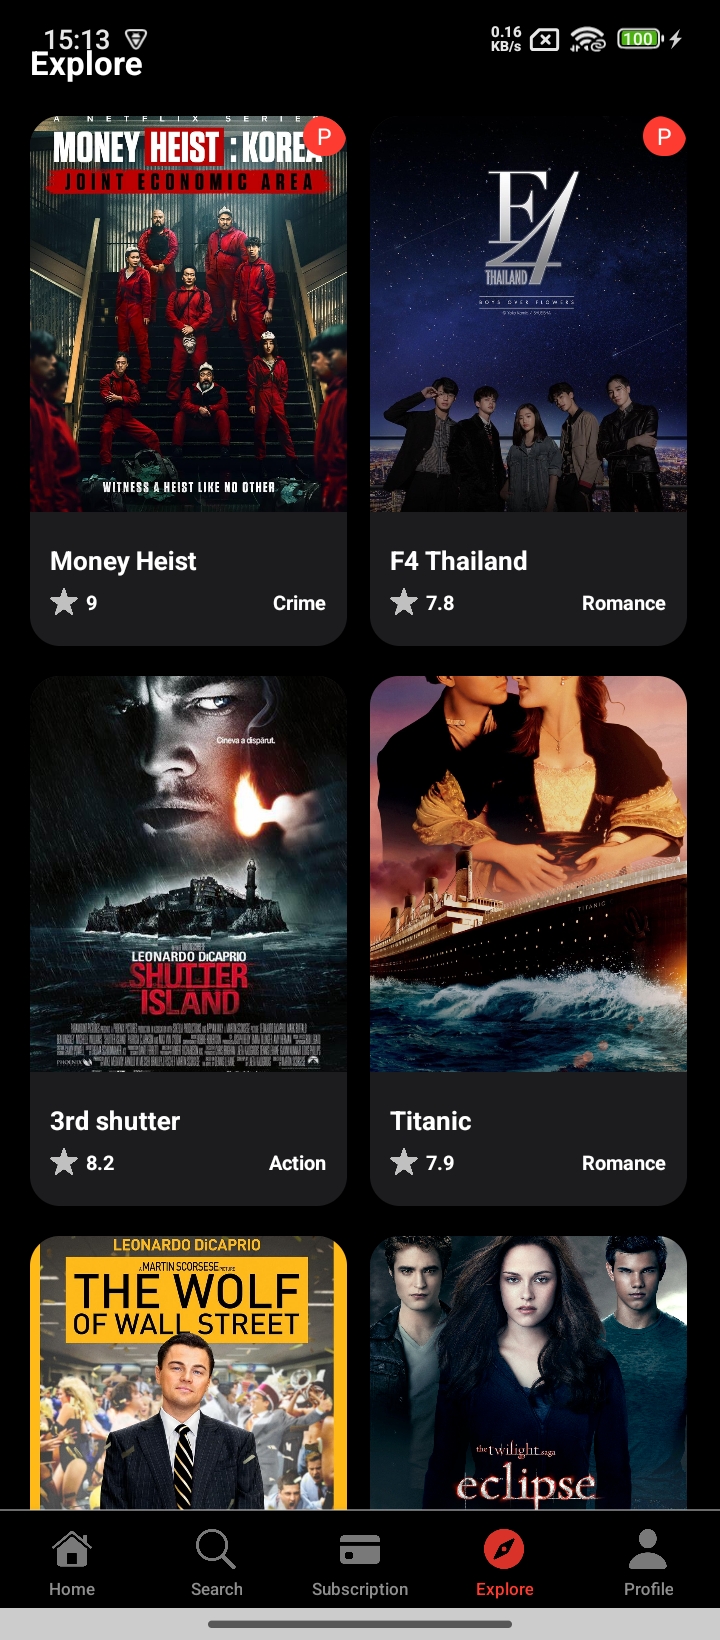 15:13
0.16
KB/s
100
Explore
A NETFLIX SERIES
P
MONEY HEIST : KOREA
JOINT ECONOMIC AREA
WITNESS A HEIST LIKE NO OTHER
Money Heist
9
Crime
P
F4
THAILAND
BOYS OVER FLOWERS
F4 Thailand
7.8
Romance
Cineva a dispărut.
LEONARDO DiCAPRIO
SHUTTER
ISLAND
3rd shutter
8.2
Action
TITANIC
Titanic
7.9
Romance
LEONARDO DiCAPRIO
A MARTIN SCORSESE PICTURE
THE WOLF
OF WALL STREET
the twilight saga
eclipse
Home
Search
Subscription
Explore
Profile